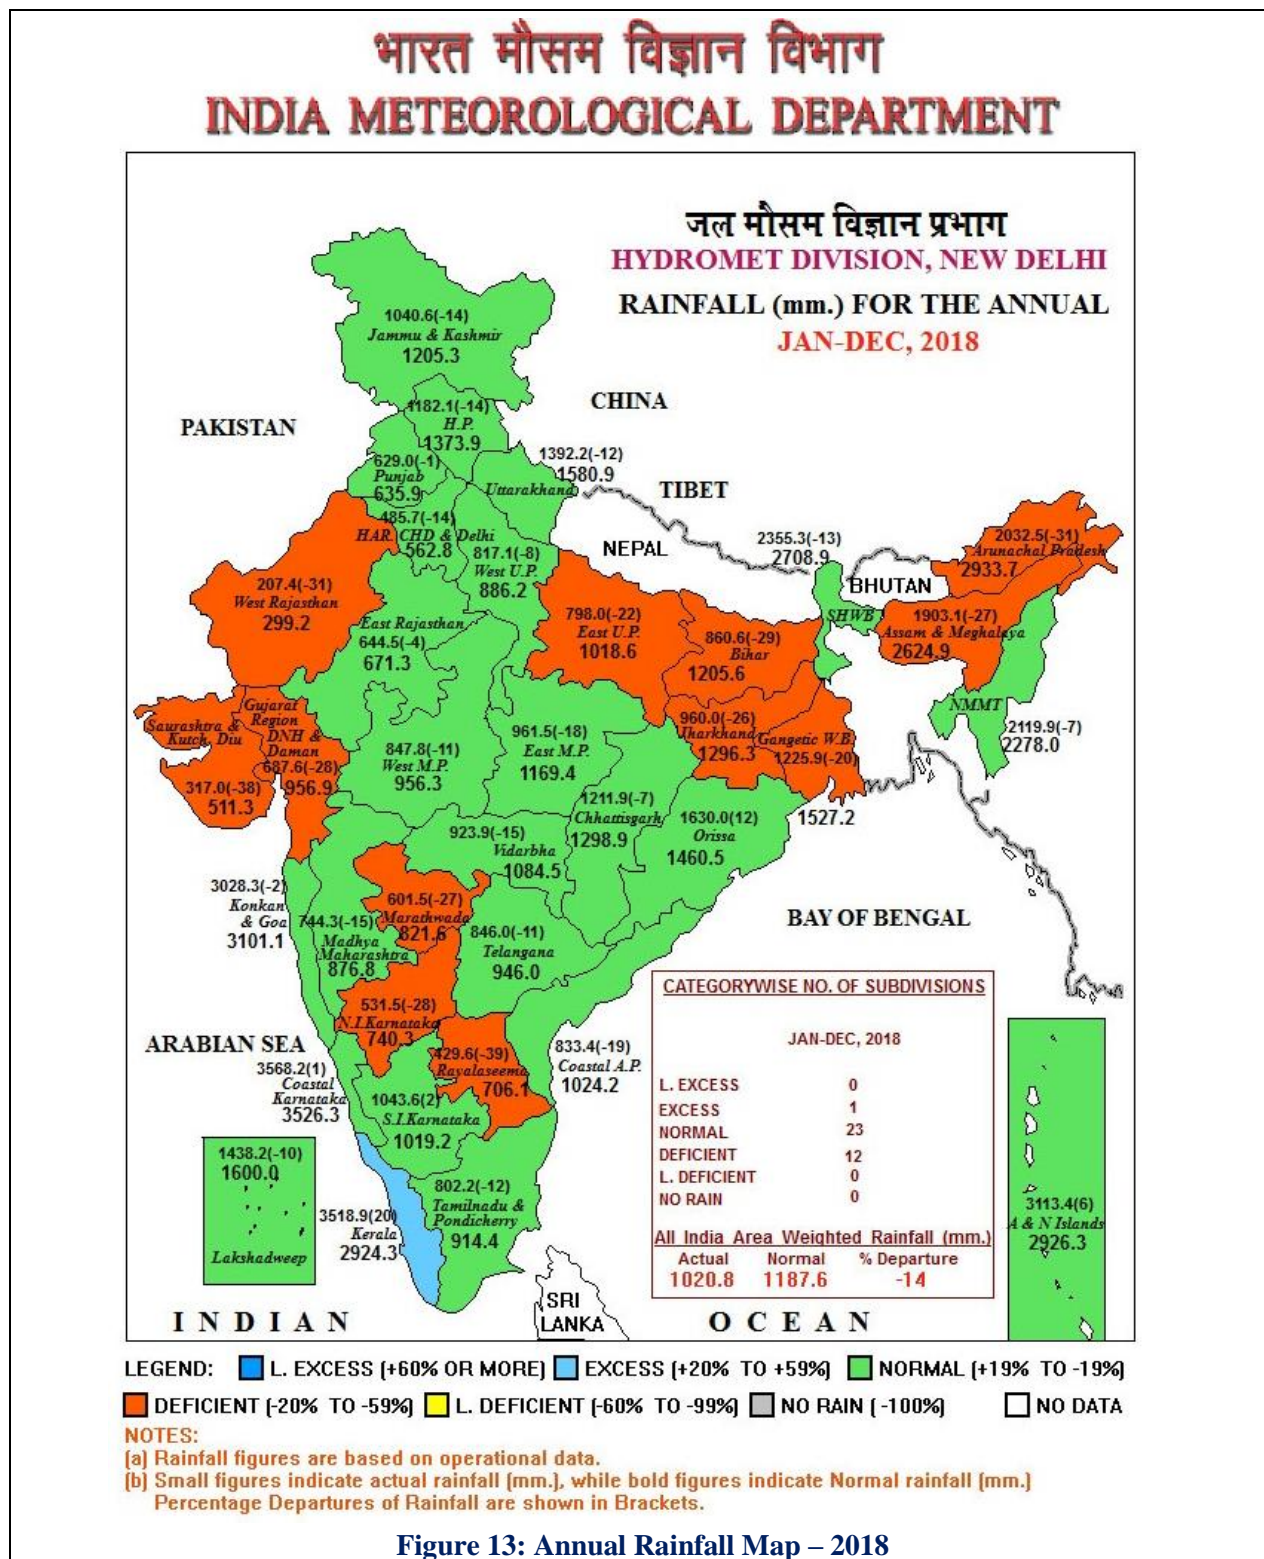 भारत मौसम विज्ञान विभाग
INDIA METEOROLOGICAL DEPARTMENT
जल मौसम विज्ञान प्रभाग
HYDROMET DIVISION, NEW DELHI
RAINFALL (mm.) FOR THE ANNUAL
JAN-DEC, 2018
1040.6(-14)
Jammu & Kashmir
1205.3
CHINA
PAKISTAN
1182.1(-14)
H.P.
1373.9
629.0(-1)
Punjab
635.9
1392.2(-12)
1580.9
Uttarakhand
TIBET
485.7(-14)
HAR. CHD & Delhi
562.8
817.1(-8)
West U.P.
886.2
NEPAL
2355.3(-13)
2708.9
SHWB
BHUTAN
2032.5(-31)
Arunachal Pradesh
2933.7
207.4(-31)
West Rajasthan
299.2
East Rajasthan
644.5(-4)
671.3
798.0(-22)
East U.P.
1018.6
860.6(-29)
Bihar
1205.6
1903.1(-27)
Assam & Meghalaya
2624.9
NMMT
2119.9(-7)
2278.0
Saurashtra &
Kutch, Diu
317.0(-38)
511.3
Gujarat
Region
DNH &
Daman
687.6(-28)
956.9
847.8(-11)
West M.P.
956.3
961.5(-18)
East M.P.
1169.4
960.0(-26)
Jharkhand
1296.3
Gangetic W.B.
1225.9(-20)
1527.2
1211.9(-7)
Chhattisgarh
1298.9
1630.0(12)
Orissa
1460.5
923.9(-15)
Vidarbha
1084.5
3028.3(-2)
Konkan
& Goa
3101.1
744.3(-15)
Madhya
Maharashtra
876.8
601.5(-27)
Marathwada
821.6
846.0(-11)
Telangana
946.0
BAY OF BENGAL
531.5(-28)
N.I.Karnataka
740.3
ARABIAN SEA
3568.2(1)
Coastal
Karnataka
3526.3
429.6(-39)
Rayalaseema
706.1
833.4(-19)
Coastal A.P.
1024.2
1043.6(2)
S.I.Karnataka
1019.2
1438.2(-10)
1600.0
Lakshadweep
3518.9(20)
Kerala
2924.3
802.2(-12)
Tamilnadu &
Pondicherry
914.4
CATEGORYWISE NO. OF SUBDIVISIONS
JAN-DEC, 2018
L. EXCESS 0
EXCESS 1
NORMAL 23
DEFICIENT 12
L. DEFICIENT 0
NO RAIN 0
All India Area Weighted Rainfall (mm.)
Actual Normal % Departure
1020.8 1187.6 -14
3113.4(6)
A & N Islands
2926.3
SRI
LANKA
INDIAN OCEAN
LEGEND: L. EXCESS (+60% OR MORE) EXCESS (+20% TO +59%) NORMAL (+19% TO -19%)
DEFICIENT (-20% TO -59%) L. DEFICIENT (-60% TO -99%) NO RAIN ( -100%) NO DATA
NOTES:
(a) Rainfall figures are based on operational data.
(b) Small figures indicate actual rainfall (mm.), while bold figures indicate Normal rainfall (mm.)
Percentage Departures of Rainfall are shown in Brackets.
Figure 13: Annual Rainfall Map – 2018